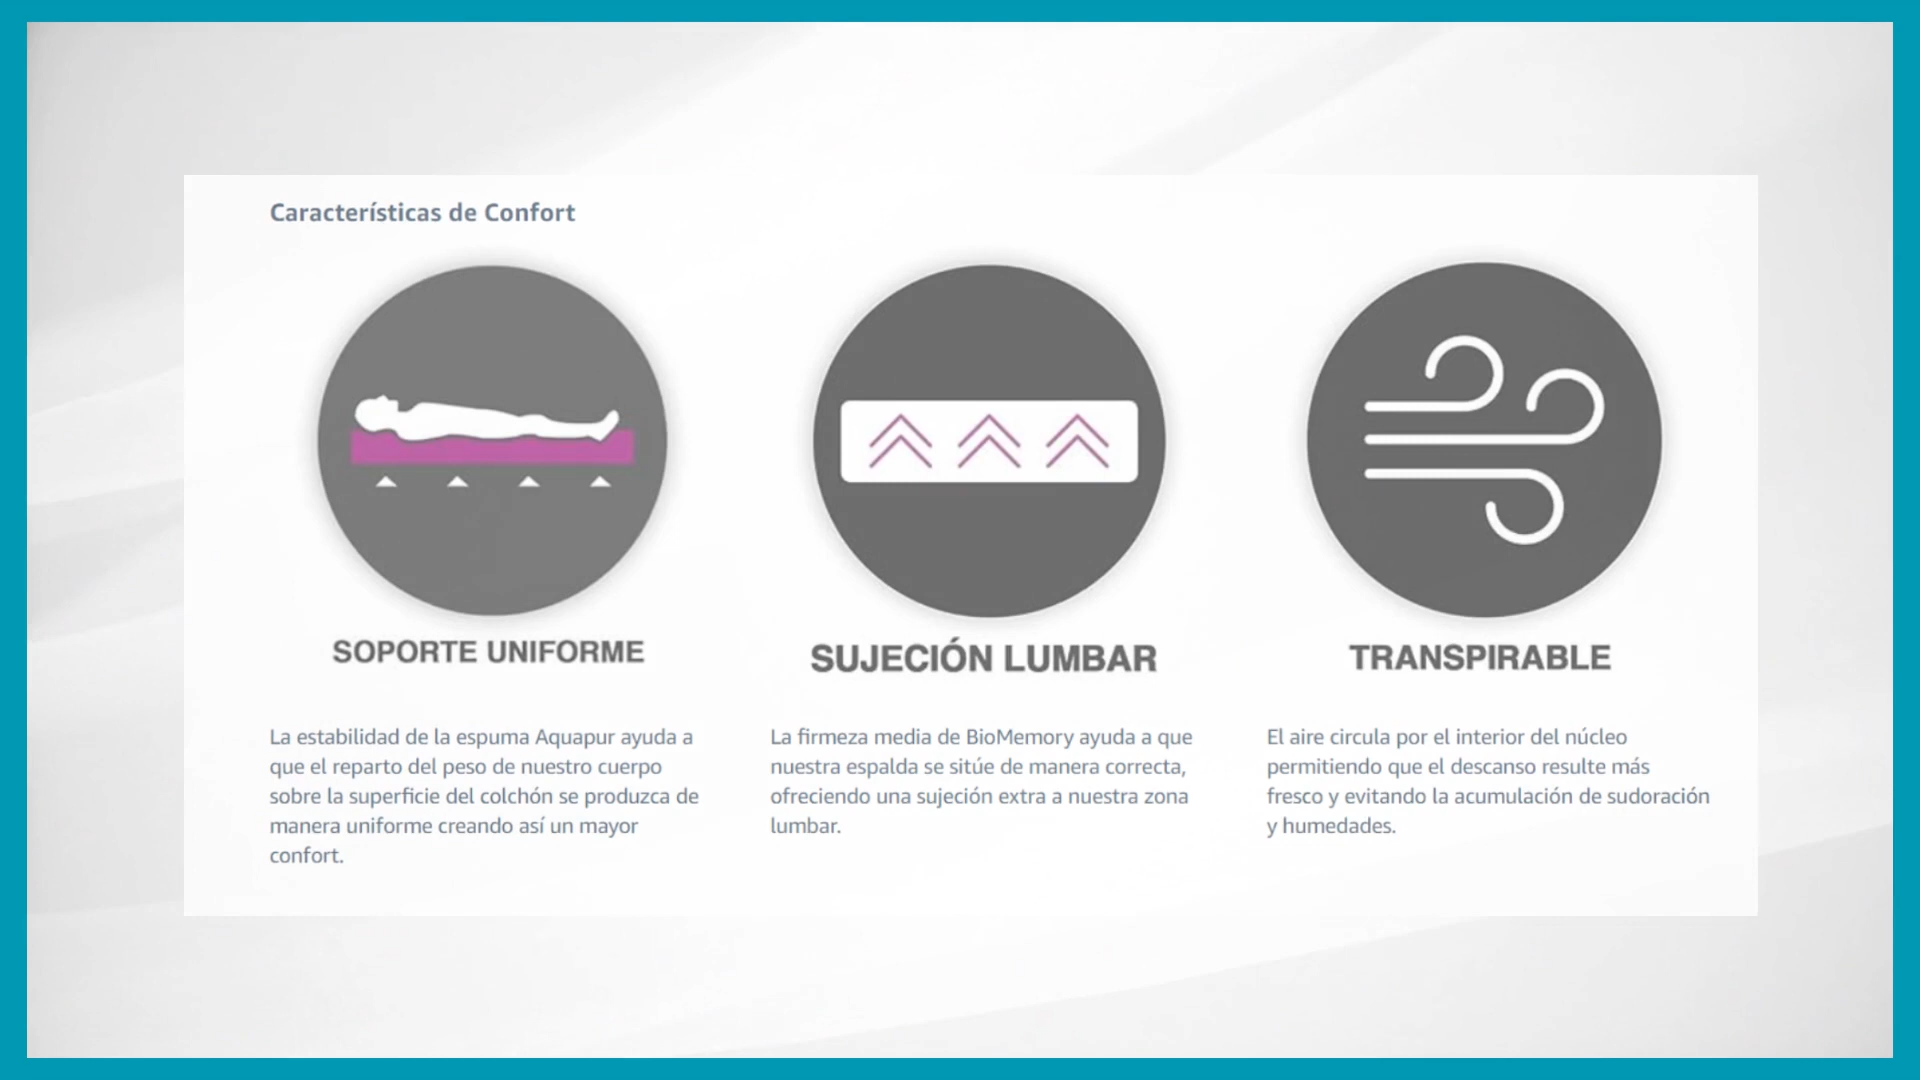 Características de Confort
SOPORTE UNIFORME
La estabilidad de la espuma Aquapur ayuda a
que el reparto del peso de nuestro cuerpo
sobre la superficie del colchón se produzca de
manera uniforme creando así un mayor
confort.
SUJECIÓN LUMBAR
La firmeza media de BioMemory ayuda a que
nuestra espalda se sitúe de manera correcta,
ofreciendo una sujeción extra a nuestra zona
lumbar.
TRANSPIRABLE
El aire circula por el interior del núcleo
permitiendo que el descanso resulte más
fresco y evitando la acumulación de sudoración
y humedades.